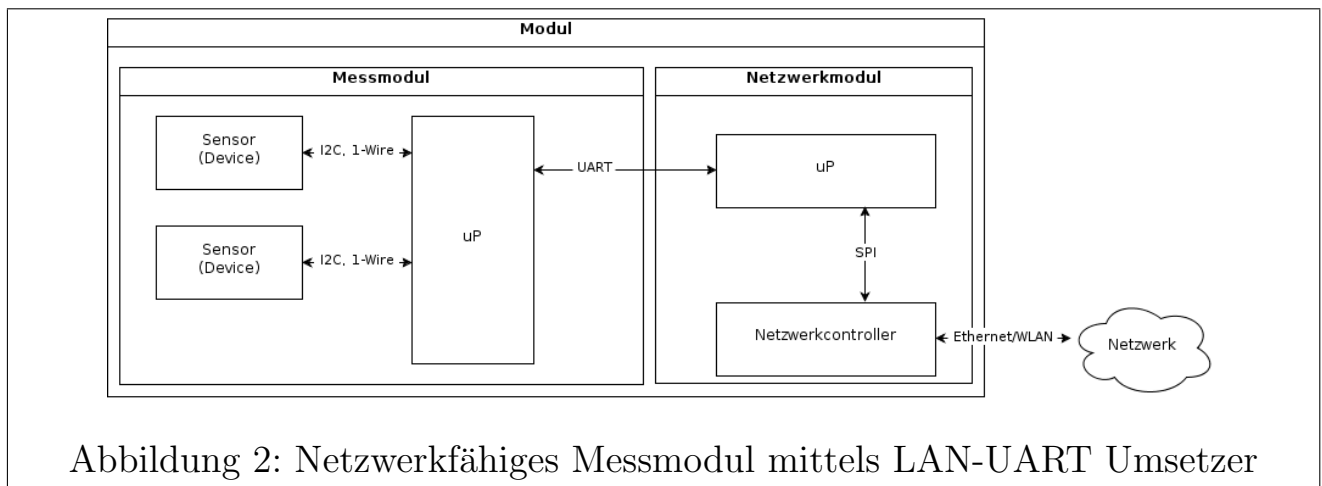 Modul
Messmodul
Netzwerkmodul
Sensor
(Device)
I2C, 1-Wire
uP
UART
uP
Sensor
(Device)
I2C, 1-Wire
SPI
Netzwerkcontroller
Ethernet/WLAN
Netzwerk
Abbildung 2: Netzwerkfähiges Messmodul mittels LAN-UART Umsetzer